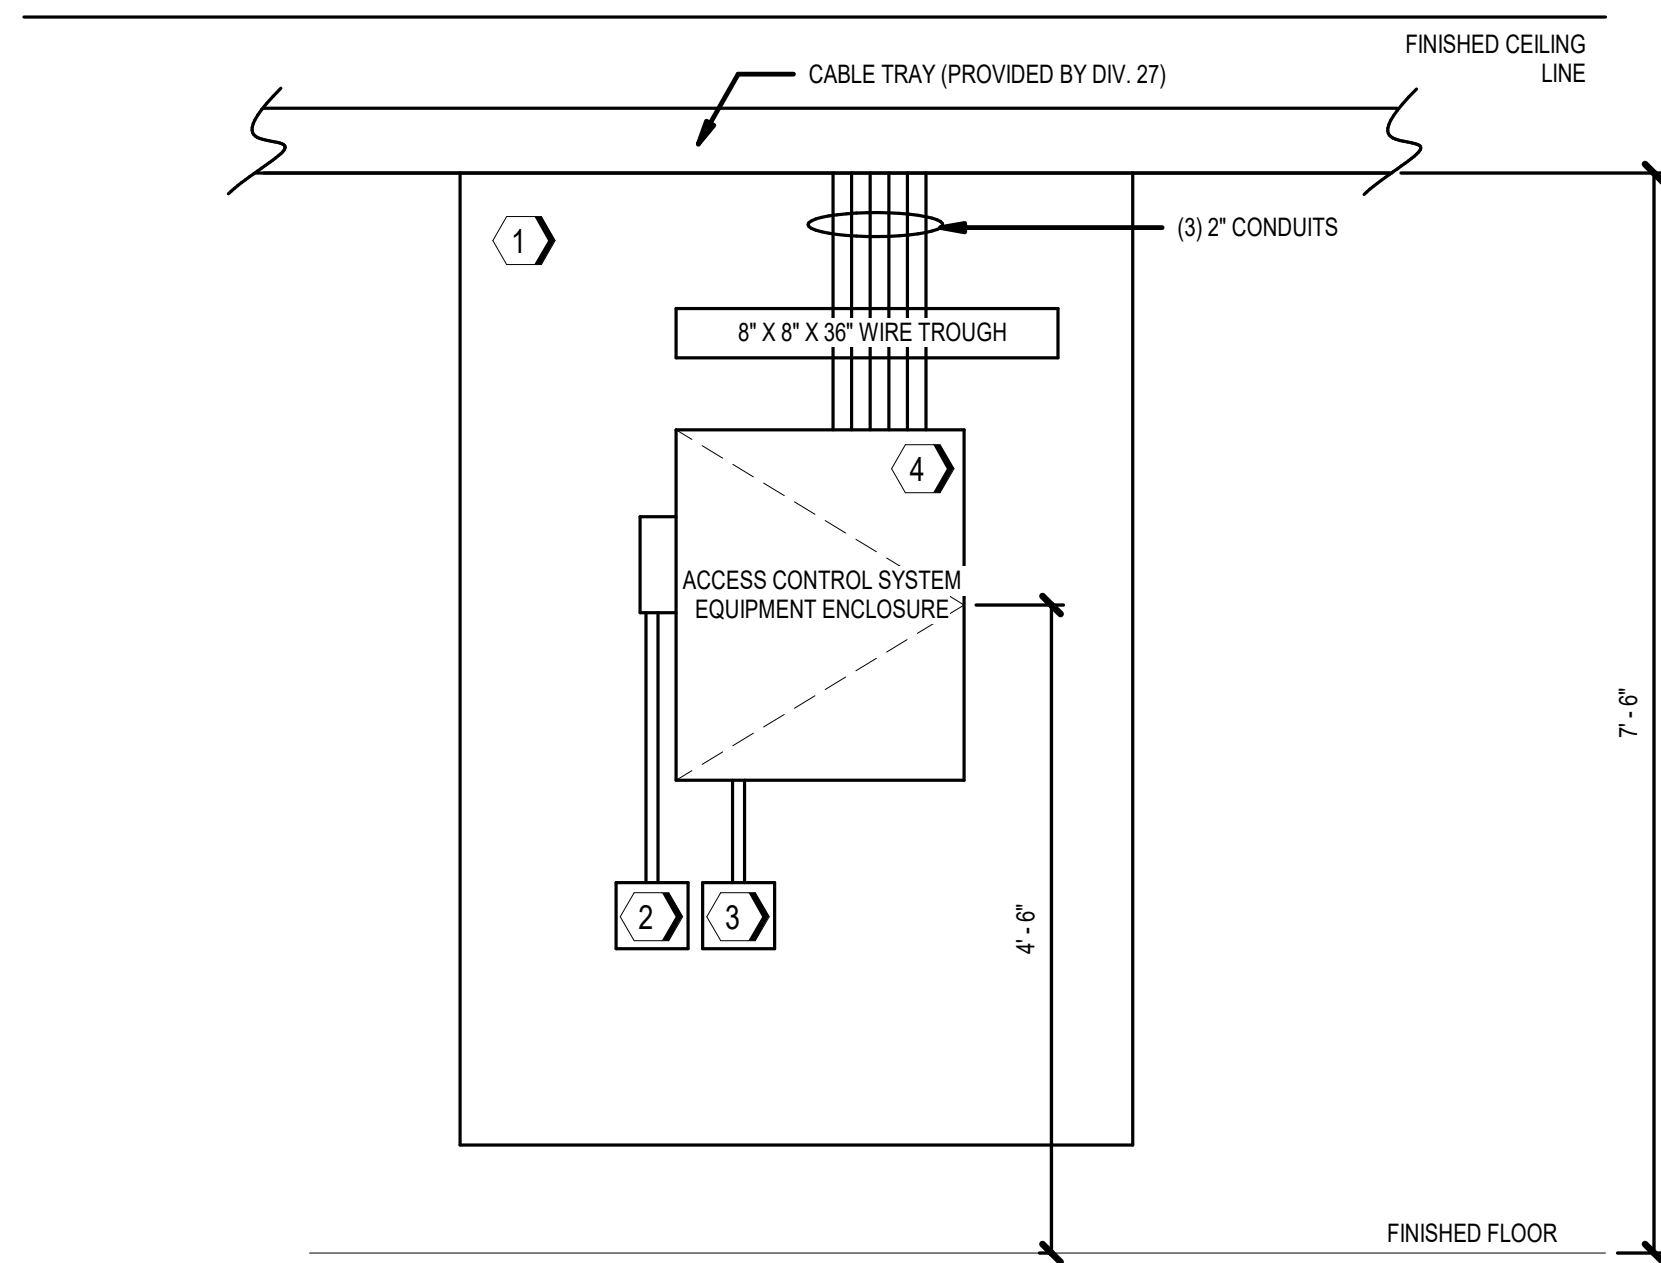 FINISHED CEILING
LINE
CABLE TRAY (PROVIDED BY DIV. 27)
1
(3) 2" CONDUITS
8" X 8" X 36" WIRE TROUGH
4
ACCESS CONTROL SYSTEM
EQUIPMENT ENCLOSURE
7' - 6"
2
3
4' - 6"
FINISHED FLOOR